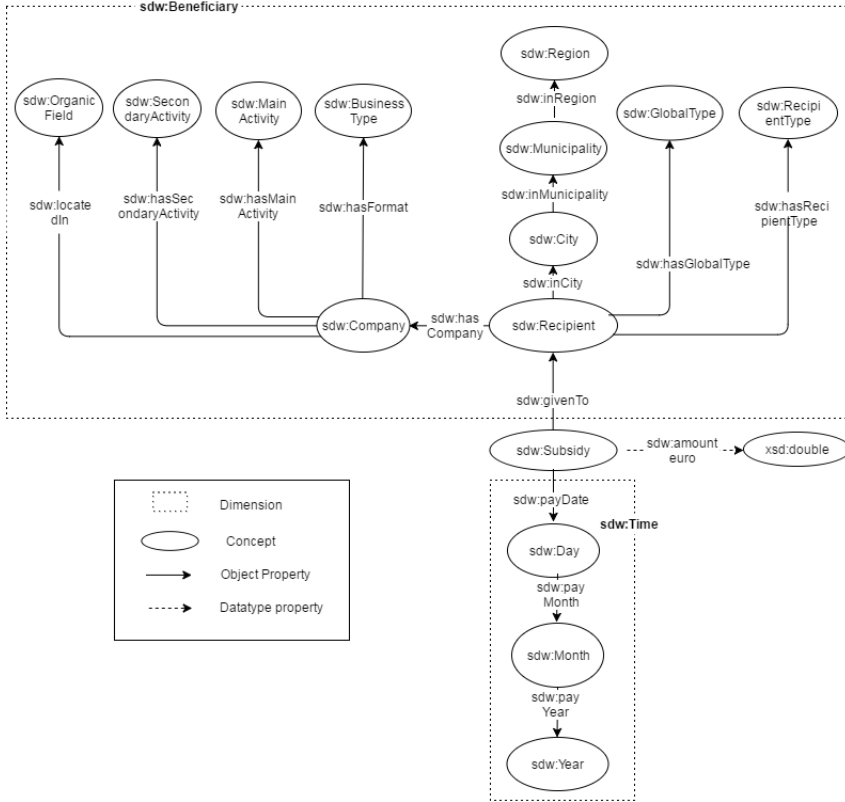 sdw:Beneficiary
sdw:Organic
Field
sdw:Secon
daryActivity
sdw:Main
Activity
sdw:Business
Type
sdw:Region
sdw:GlobalType
sdw:Recipi
entType
sdw:inRegion
sdw:Municipality
sdw:locate
dIn
sdw:hasSec
ondaryActivity
sdw:hasMain
Activity
sdw:hasFormat
sdw:inMunicipality
sdw:hasReci
pientType
sdw:City
sdw:hasGlobalType
sdw:inCity
sdw:Company
sdw:has
Company
sdw:Recipient
sdw:givenTo
sdw:Subsidy
sdw:amount
euro
xsd:double
sdw:payDate
sdw:Time
sdw:Day
sdw:pay
Month
sdw:Month
sdw:pay
Year
sdw:Year
Dimension
Concept
Object Property
Datatype property